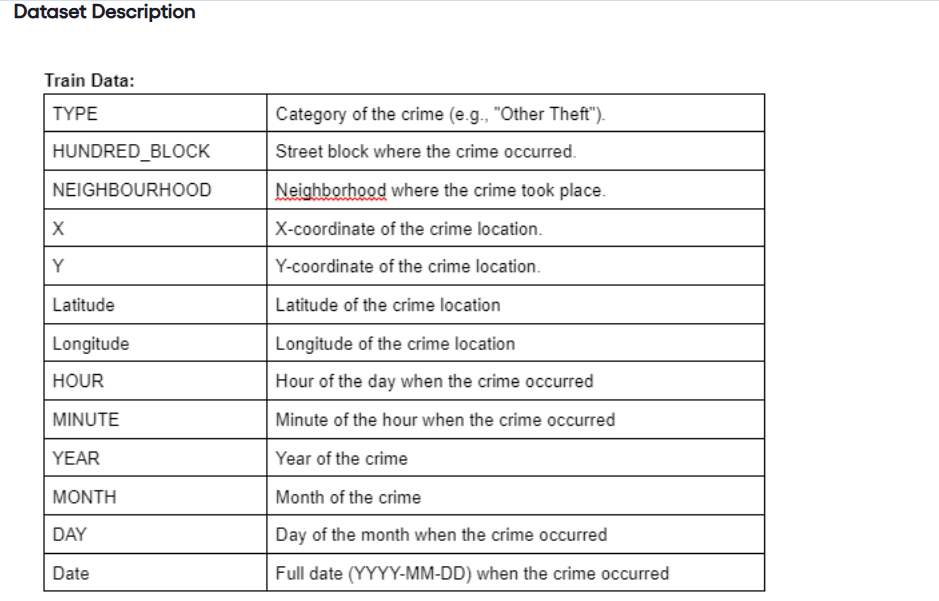 Dataset Description
Train Data:
TYPE Category of the crime (e.g., "Other Theft").
HUNDRED_BLOCK Street block where the crime occurred.
NEIGHBOURHOOD Neighborhood where the crime took place.
X X-coordinate of the crime location.
Y Y-coordinate of the crime location.
Latitude Latitude of the crime location
Longitude Longitude of the crime location
HOUR Hour of the day when the crime occurred
MINUTE Minute of the hour when the crime occurred
YEAR Year of the crime
MONTH Month of the crime
DAY Day of the month when the crime occurred
Date Full date (YYYY-MM-DD) when the crime occurred